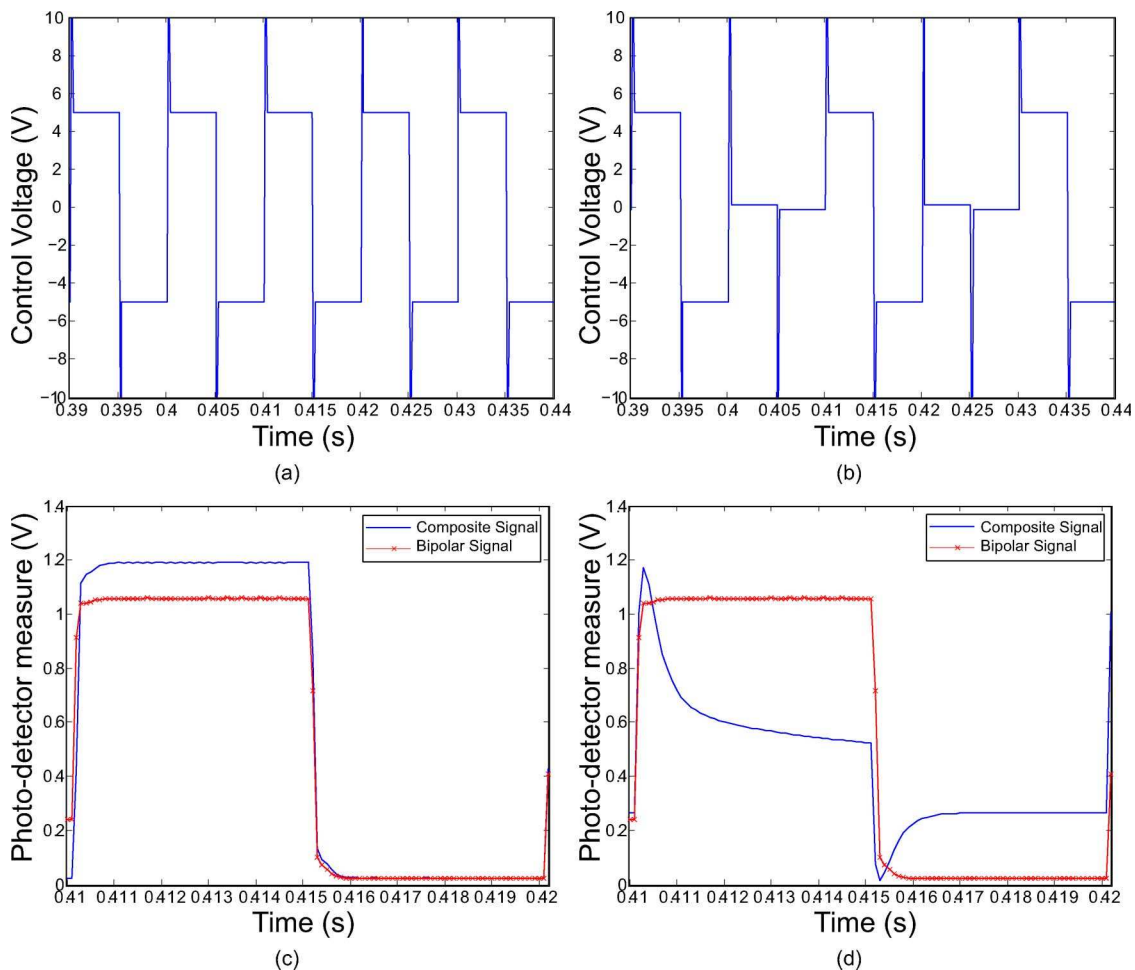 10
8
6
4
2
0
−2
−4
−6
−8
−10
Control Voltage (V)
0.39 0.395 0.4 0.405 0.41 0.415 0.42 0.425 0.43 0.435 0.44
Time (s)
(a)
10
8
6
4
2
0
−2
−4
−6
−8
−10
Control Voltage (V)
0.39 0.395 0.4 0.405 0.41 0.415 0.42 0.425 0.43 0.435 0.44
Time (s)
(b)
1.4
1.2
1
0.8
0.6
0.4
0.2
0
Photo-detector measure (V)
Composite Signal
Bipolar Signal
0.41 0.411 0.412 0.413 0.414 0.415 0.416 0.417 0.418 0.419 0.42
Time (s)
(c)
1.4
1.2
1
0.8
0.6
0.4
0.2
0
Photo-detector measure (V)
Composite Signal
Bipolar Signal
0.41 0.411 0.412 0.413 0.414 0.415 0.416 0.417 0.418 0.419 0.42
Time (s)
(d)